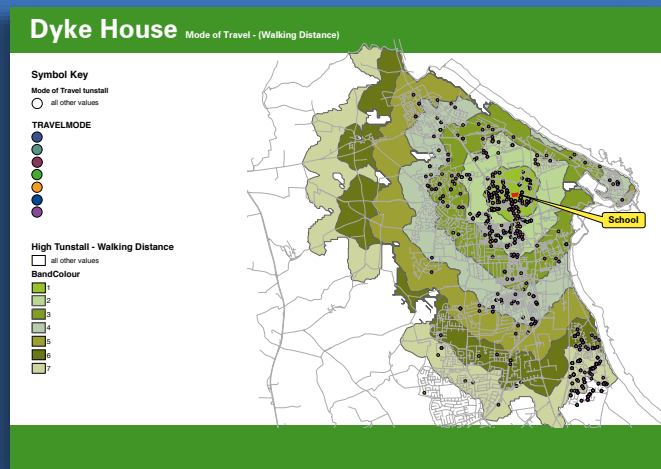 Dyke House Mode of Travel - (Walking Distance)
Symbol Key
Mode of Travel tunstall
all other values
TRAVELMODE
High Tunstall - Walking Distance
all other values
BandColour
1
2
3
4
5
6
7
School